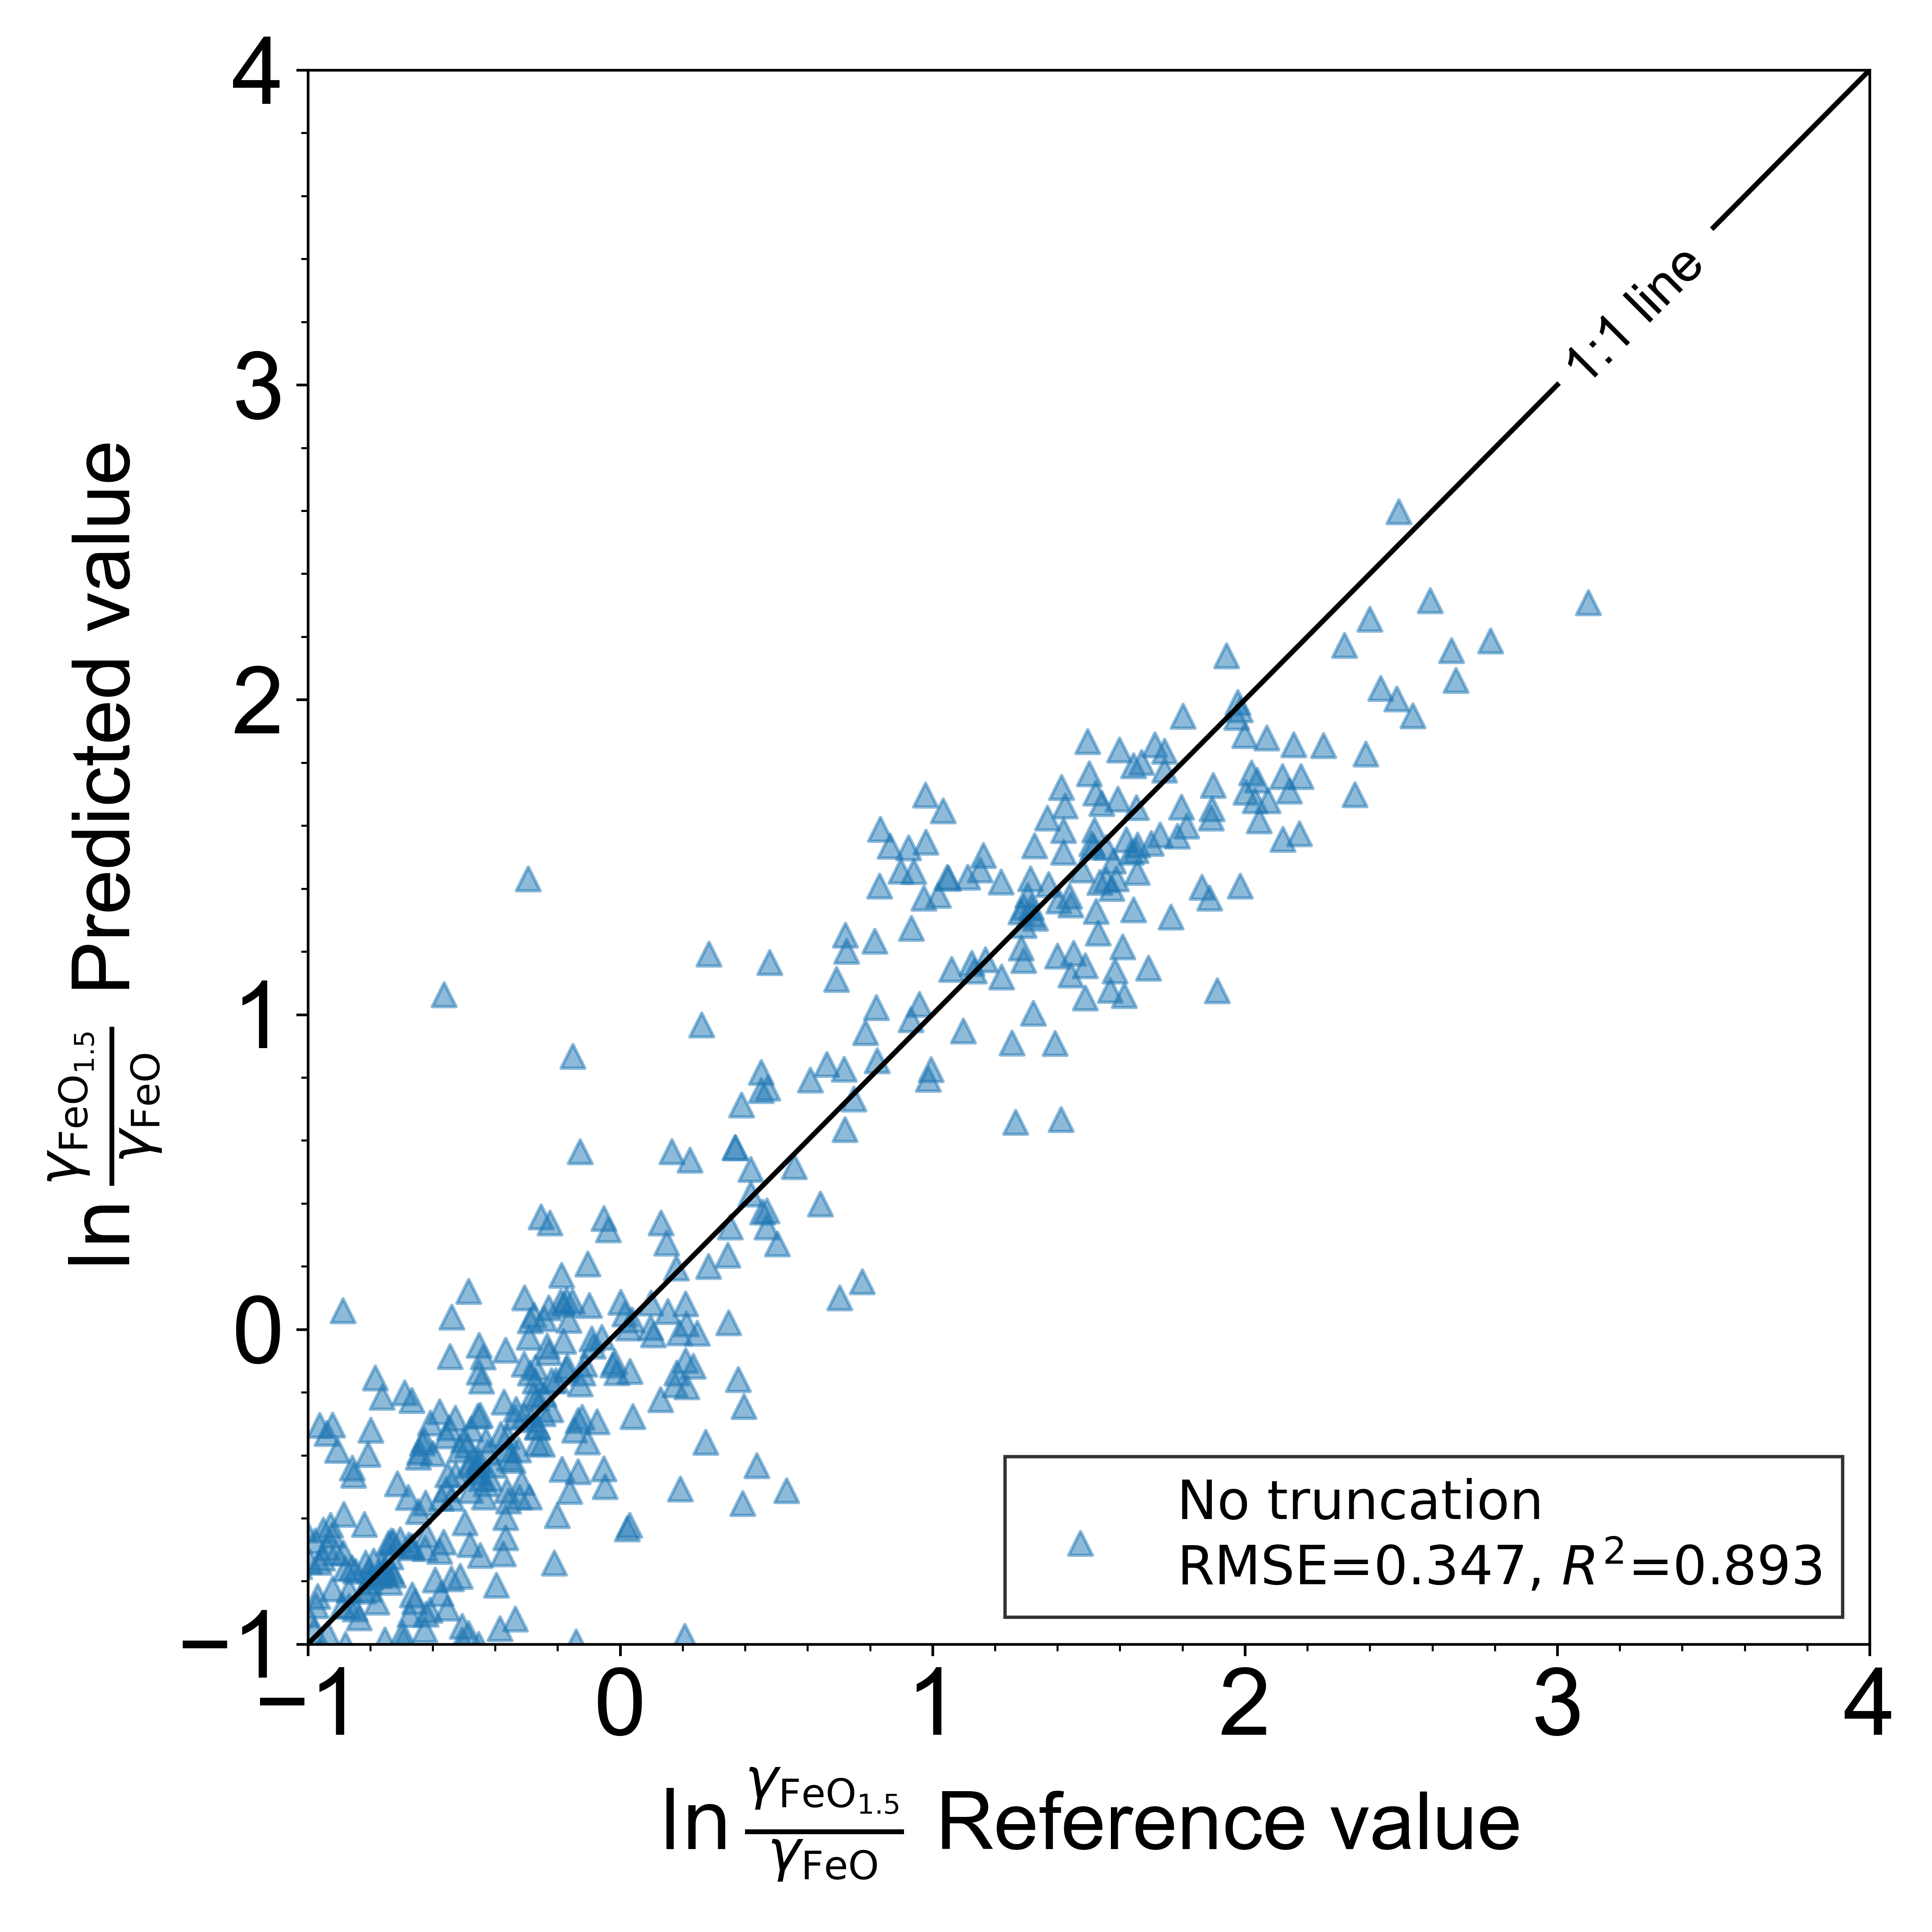 4
3
2
1
0
−1
−1
0
1
2
3
4
ln γFeO1.5/γFeO Predicted value
1:1 line
No truncation
RMSE=0.347, R²=0.893
ln γFeO1.5/γFeO Reference value